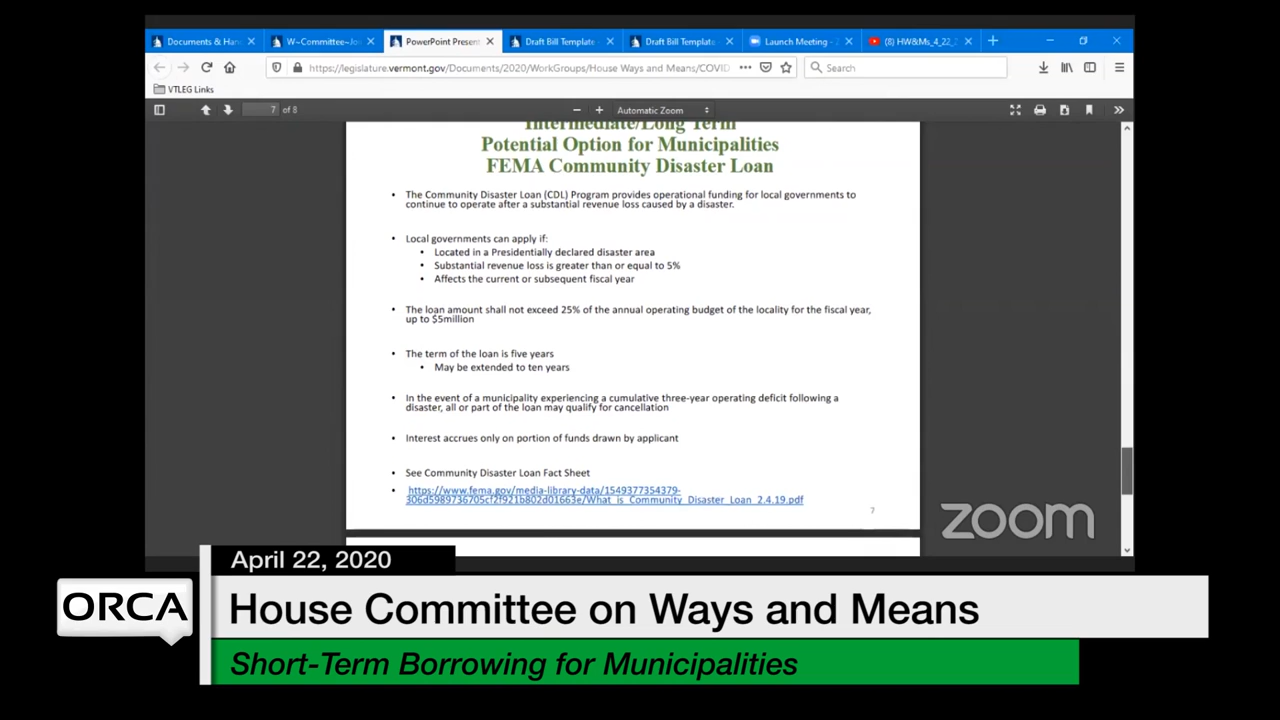 Documents & Han
W~Committee~Jou
PowerPoint Present
Draft Bill Template
Draft Bill Template
Launch Meeting - Z
(8) HW&Ms_4_22_2
https://legislature.vermont.gov/Documents/2020/WorkGroups/House Ways and Means/COVID
Search
VTLEG Links
7 of 8
Automatic Zoom
Intermediate/Long Term
Potential Option for Municipalities
FEMA Community Disaster Loan
• The Community Disaster Loan (CDL) Program provides operational funding for local governments to
continue to operate after a substantial revenue loss caused by a disaster.
• Local governments can apply if:
• Located in a Presidentially declared disaster area
• Substantial revenue loss is greater than or equal to 5%
• Affects the current or subsequent fiscal year
• The loan amount shall not exceed 25% of the annual operating budget of the locality for the fiscal year,
up to $5million
• The term of the loan is five years
• May be extended to ten years
• In the event of a municipality experiencing a cumulative three-year operating deficit following a
disaster, all or part of the loan may qualify for cancellation
• Interest accrues only on portion of funds drawn by applicant
• See Community Disaster Loan Fact Sheet
• https://www.fema.gov/media-library-data/1549377354379-
306d5989736705cf2f921b802d01663e/What_is_Community_Disaster_Loan_2.4.19.pdf
7
zoom
April 22, 2020
ORCA
House Committee on Ways and Means
Short-Term Borrowing for Municipalities